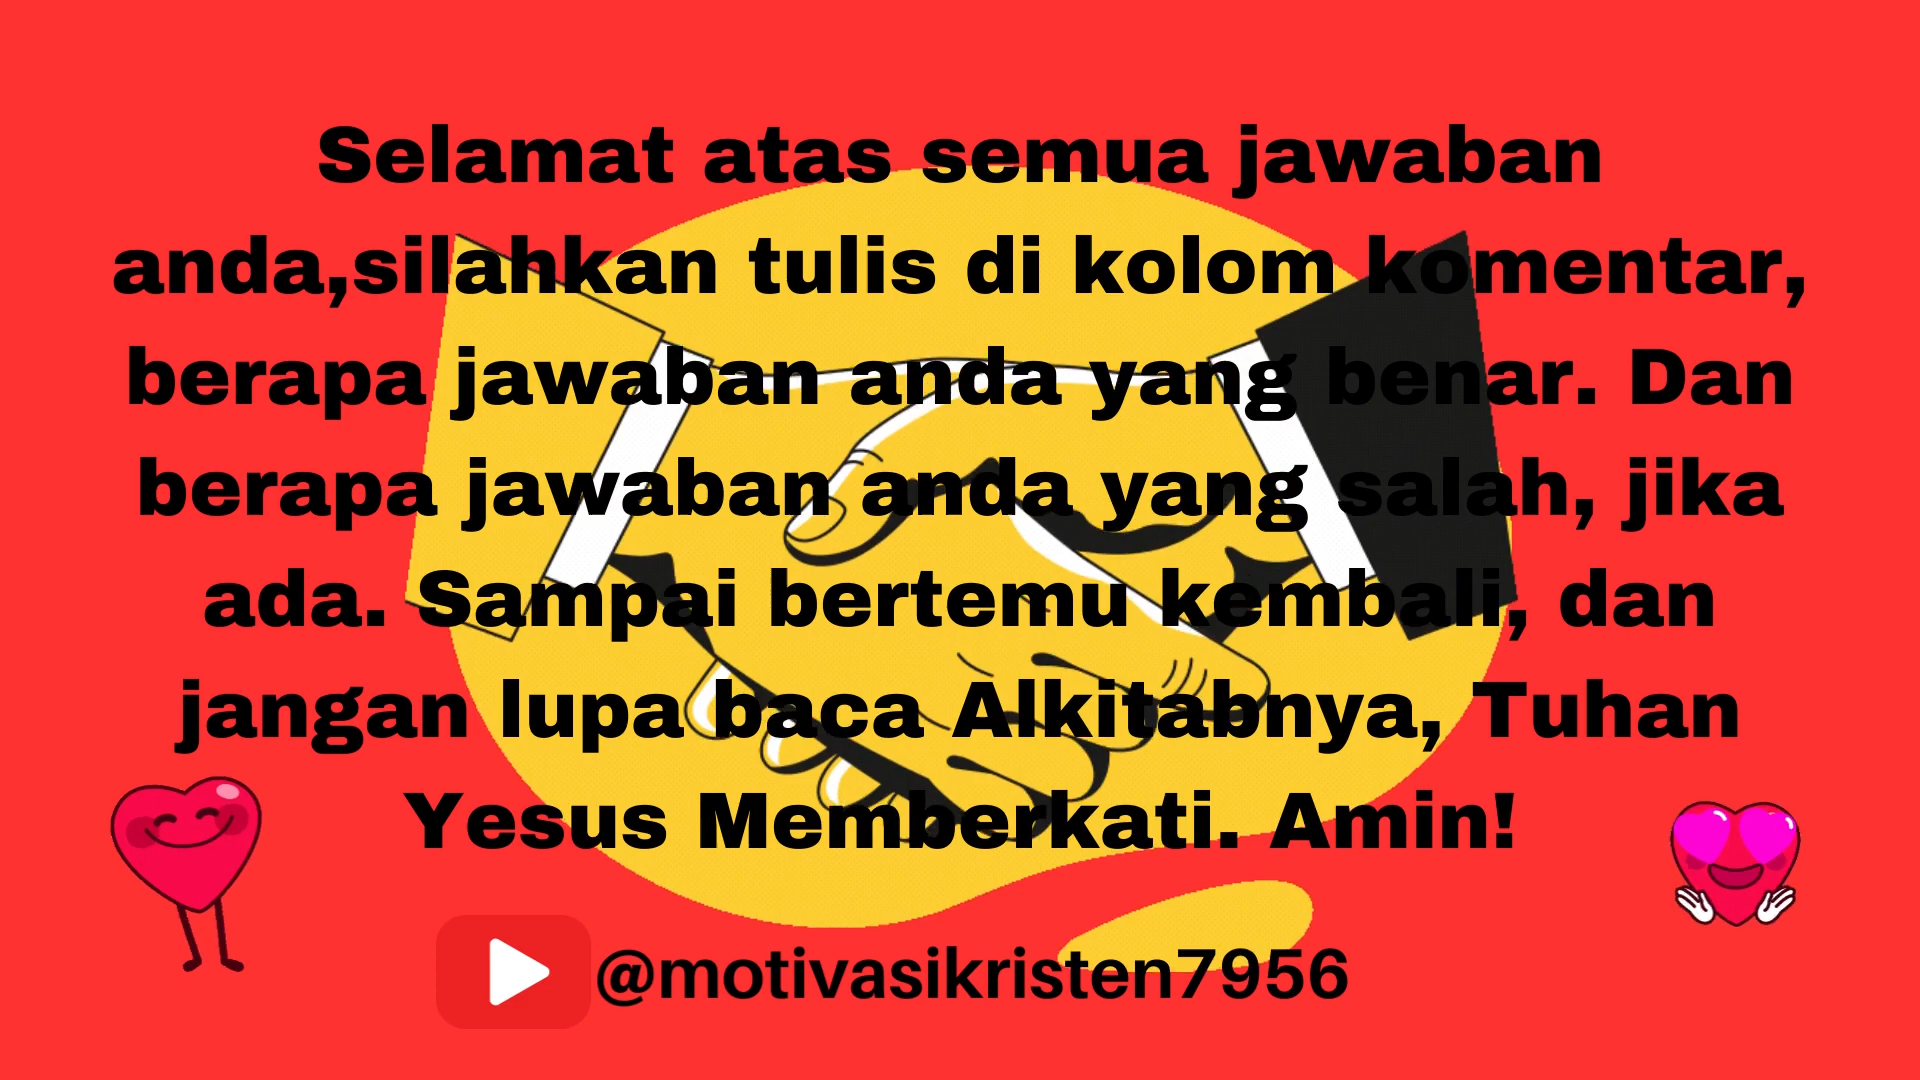 Selamat atas semua jawaban
anda,silahkan tulis di kolom komentar,
berapa jawaban anda yang benar. Dan
berapa jawaban anda yang salah, jika
ada. Sampai bertemu kembali, dan
jangan lupa baca Alkitabnya, Tuhan
Yesus Memberkati. Amin!
@motivasikristen7956